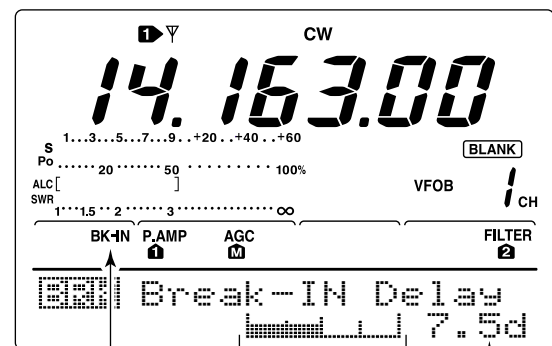 1 CW
14.163.00
S 1...3...5...7...9..+20..+40..+60
BLANK
Po 20 50 100%
ALC
VFOB 1 CH
SWR 1 1.5 2 3 ∞
BK-IN P.AMP AGC FILTER
1 M 2
BRK Break-IN Delay
7.5d